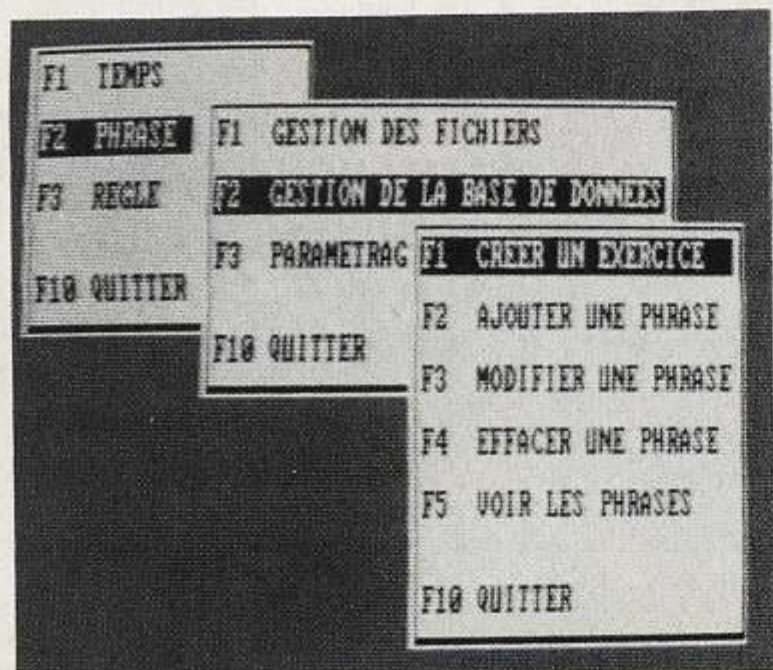 F1 TEMPS
F2 PHRASE
F3 REGLE
F10 QUITTER
F1 GESTION DES FICHIERS
F2 GESTION DE LA BASE DE DONNEES
F3 PARAMETRAG
F10 QUITTER
F1 CREER UN EXERCICE
F2 AJOUTER UNE PHRASE
F3 MODIFIER UNE PHRASE
F4 EFFACER UNE PHRASE
F5 VOIR LES PHRASES
F10 QUITTER